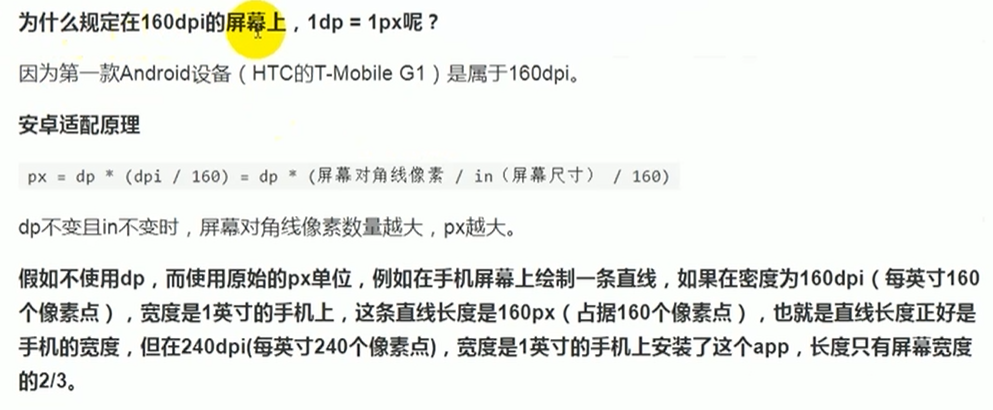 为什么规定在160dpi的屏幕上，1dp = 1px呢？
因为第一款Android设备（HTC的T-Mobile G1）是属于160dpi。
安卓适配原理
px = dp * (dpi / 160) = dp * (屏幕对角线像素 / in（屏幕尺寸） / 160)
dp不变且in不变时，屏幕对角线像素数量越大，px越大。
假如不使用dp，而使用原始的px单位，例如在手机屏幕上绘制一条直线，如果在密度为160dpi（每英寸160
个像素点），宽度是1英寸的手机上，这条直线长度是160px（占据160个像素点），也就是直线长度正好是
手机的宽度，但在240dpi(每英寸240个像素点)，宽度是1英寸的手机上安装了这个app，长度只有屏幕宽度
的2/3。